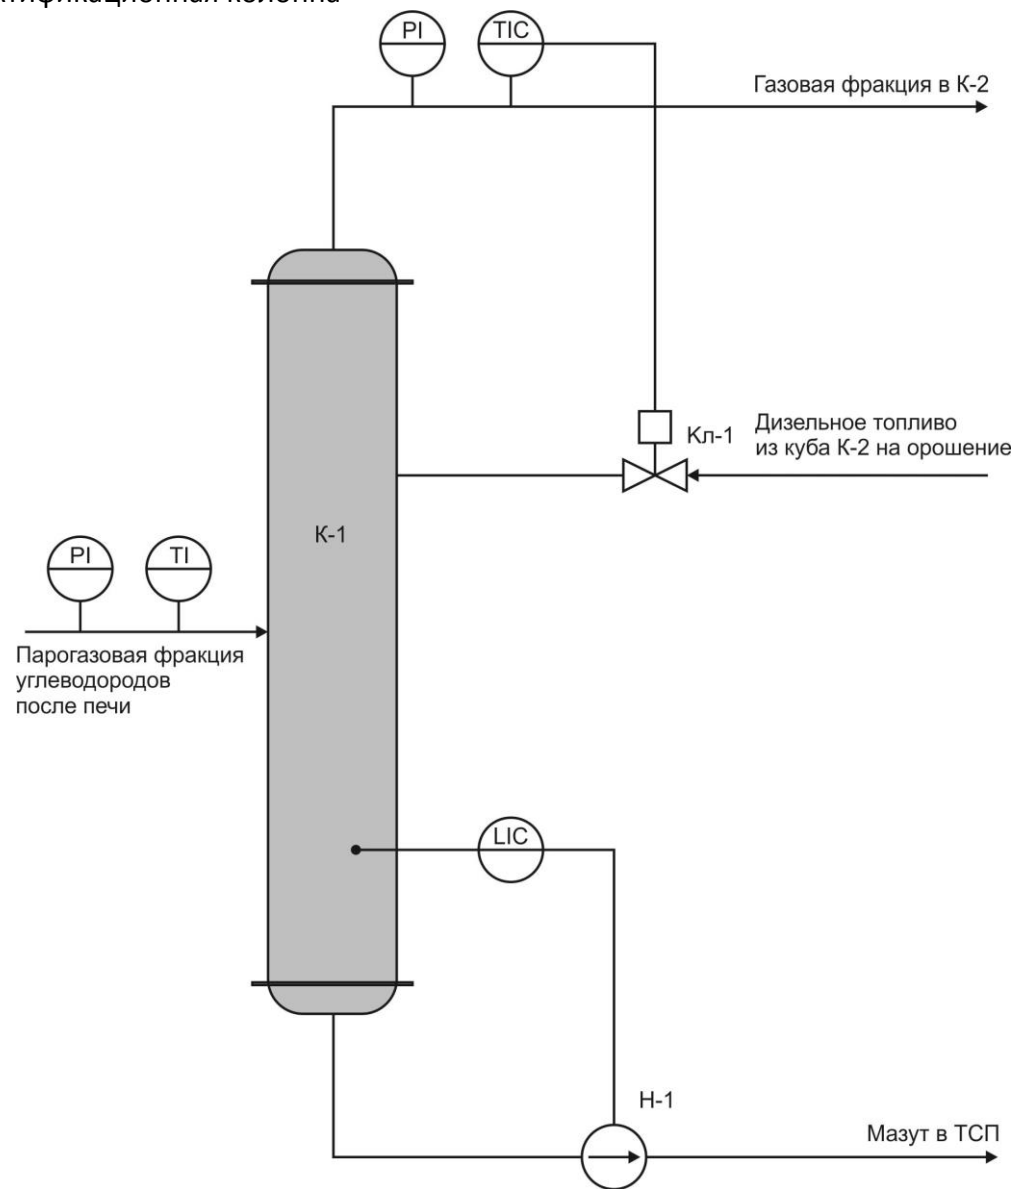 колонна
PI
TIC
Газовая фракция в К-2
Кл-1
Дизельное топливо
из куба К-2 на орошение
К-1
PI
TI
Парогазовая фракция
углеводородов
после печи
LIC
Н-1
Мазут в ТСП